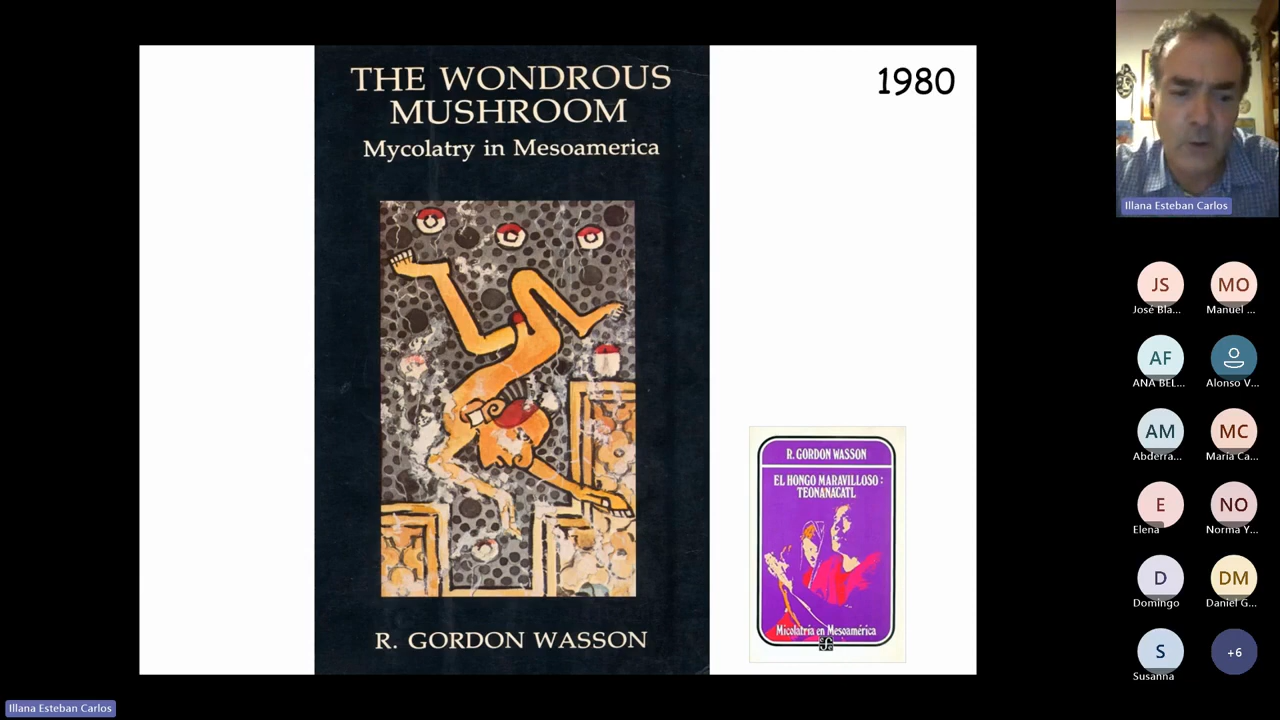 THE WONDROUS
MUSHROOM
Mycolatry in Mesoamerica
R. GORDON WASSON
1980
R. GORDON WASSON
EL HONGO MARAVILLOSO:
TEONANACATL
Micolatría en Mesoamérica
Illana Esteban Carlos
JS
José Bla...
MO
Manuel ...
AF
ANA BEL...
Alonso V...
AM
Abderra...
MC
María Ca...
E
Elena
NO
Norma Y...
D
Domingo
DM
Daniel G...
S
Susanna
+6
Illana Esteban Carlos